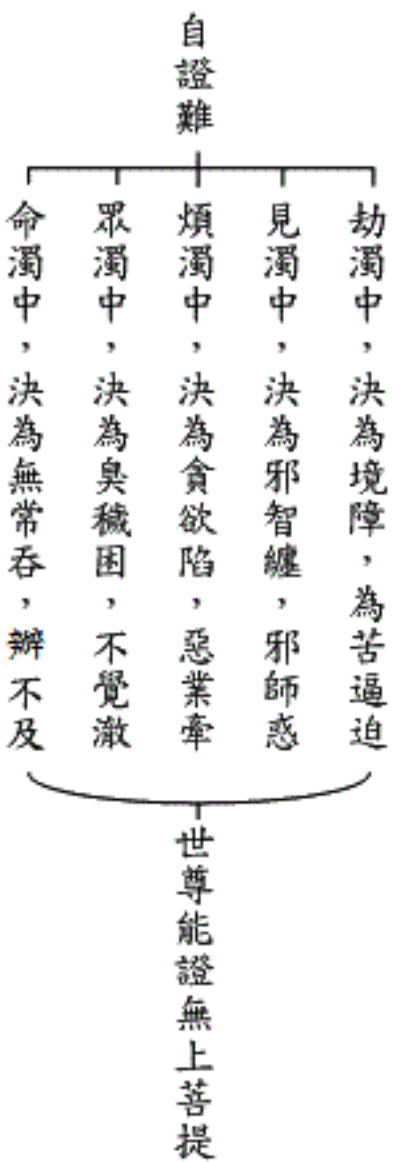 自證難
劫濁中，決為境障，為苦逼迫
見濁中，決為邪智纏，邪師惑
煩濁中，決為貪欲陷，惡業牽
眾濁中，決為臭穢困，不覺澈
命濁中，決為無常吞，辦不及
世尊能證無上菩提